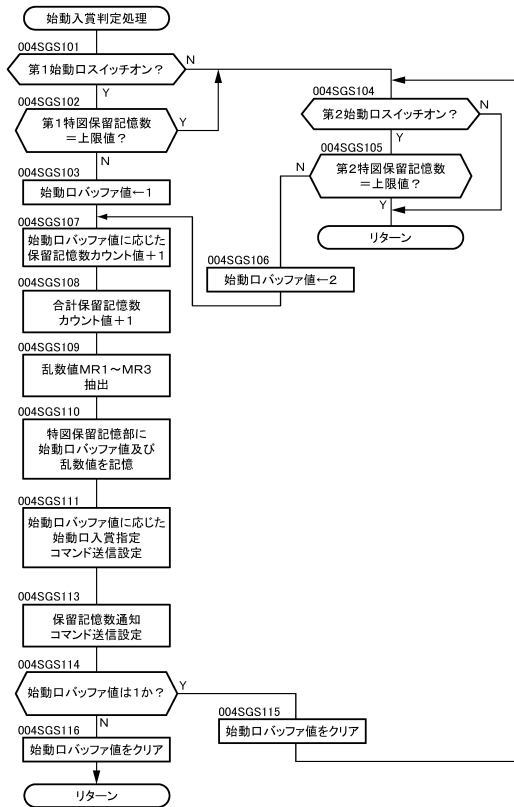 始動入賞判定処理
004SGS101
第1始動口スイッチオン？
N
Y
004SGS102
第1特図保留記憶数
＝上限値？
Y
N
004SGS103
始動口バッファ値←1
004SGS104
第2始動口スイッチオン？
N
Y
004SGS105
第2特図保留記憶数
＝上限値？
N
Y
リターン
004SGS106
始動口バッファ値←2
004SGS107
始動口バッファ値に応じた
保留記憶数カウント値＋1
004SGS108
合計保留記憶数
カウント値＋1
004SGS109
乱数値MR1～MR3
抽出
004SGS110
特図保留記憶部に
始動口バッファ値及び
乱数値を記憶
004SGS111
始動口バッファ値に応じた
始動口入賞指定
コマンド送信設定
004SGS113
保留記憶数通知
コマンド送信設定
004SGS114
始動口バッファ値は1か？
Y
N
004SGS115
始動口バッファ値をクリア
004SGS116
始動口バッファ値をクリア
リターン